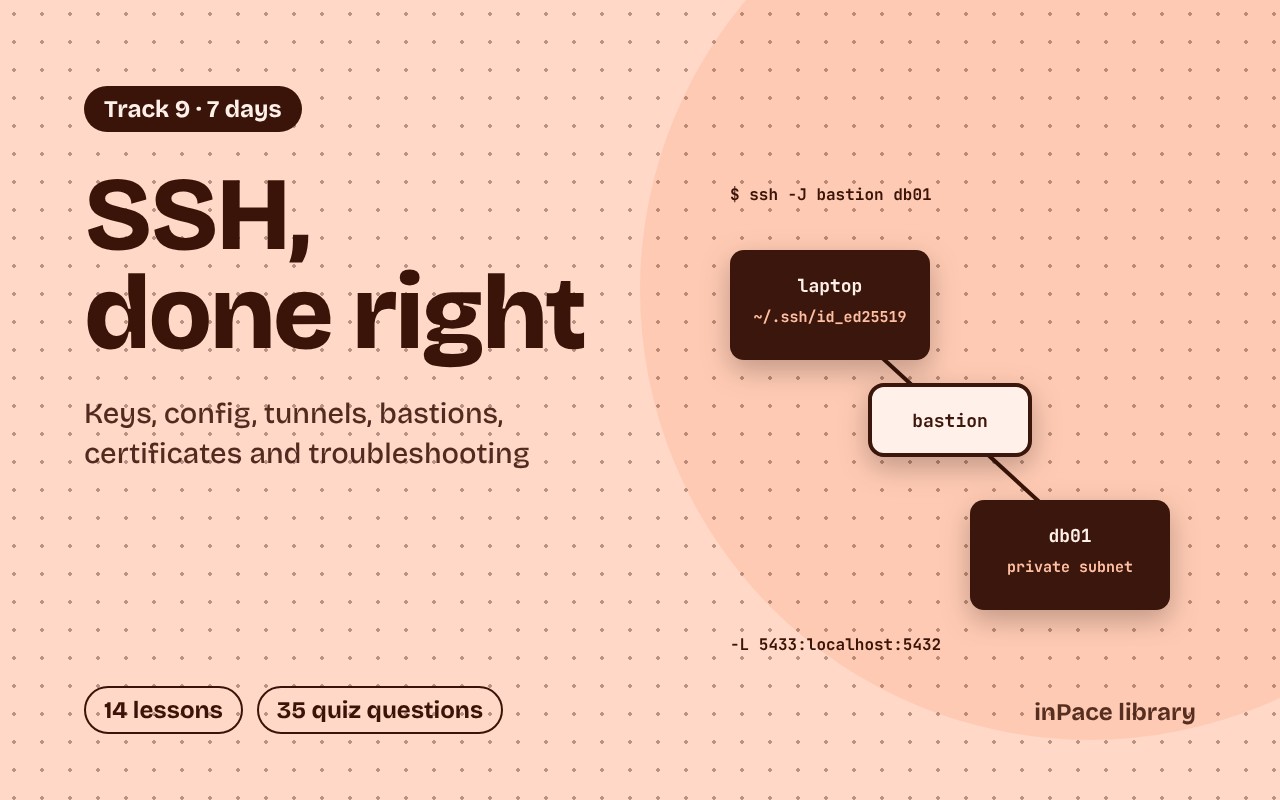 Track 9 · 7 days
SSH,
done right
Keys, config, tunnels, bastions,
certificates and troubleshooting
$ ssh -J bastion db01
laptop
~/.ssh/id_ed25519
bastion
db01
private subnet
-L 5433:localhost:5432
14 lessons
35 quiz questions
inPace library